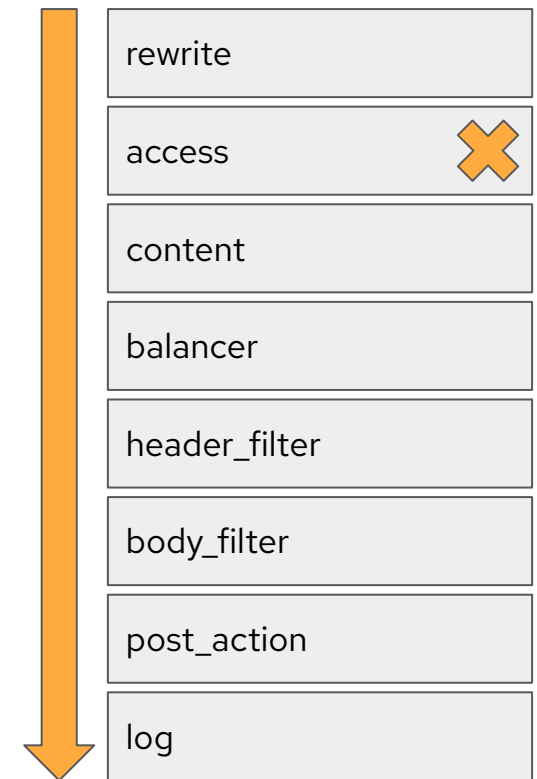 rewrite
access
content
balancer
header_filter
body_filter
post_action
log